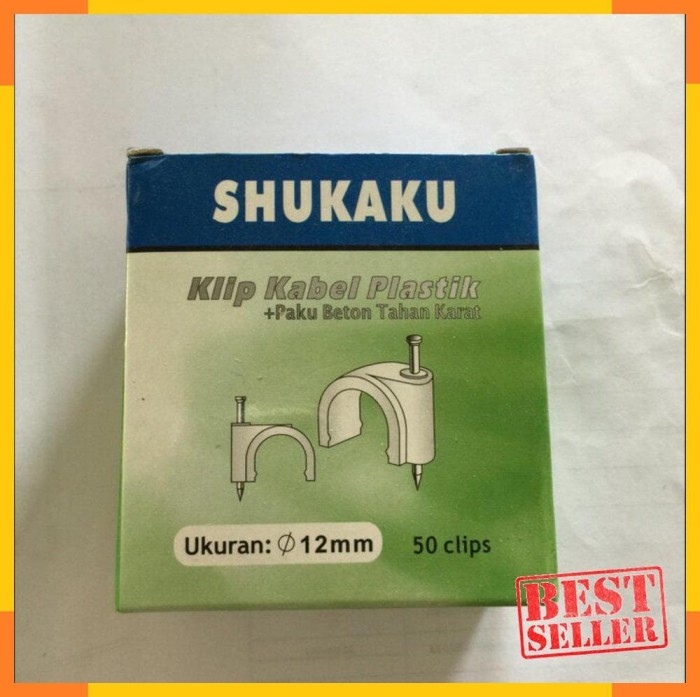 SHUKAKU
Klip Kabel Plastik
+Paku Beton Tahan Karat
Ukuran: ∅ 12mm
50 clips
BEST
SELLER